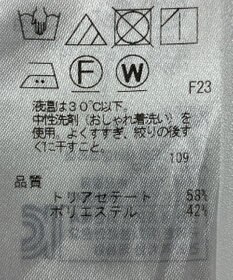 F W F23
液温は30℃以下。
中性洗剤(おしゃれ着洗い)を
使用。よくすすぎ、絞りの後す
ぐに干すこと。
109
品質
トリアセテート 58%
ポリエステル 42%